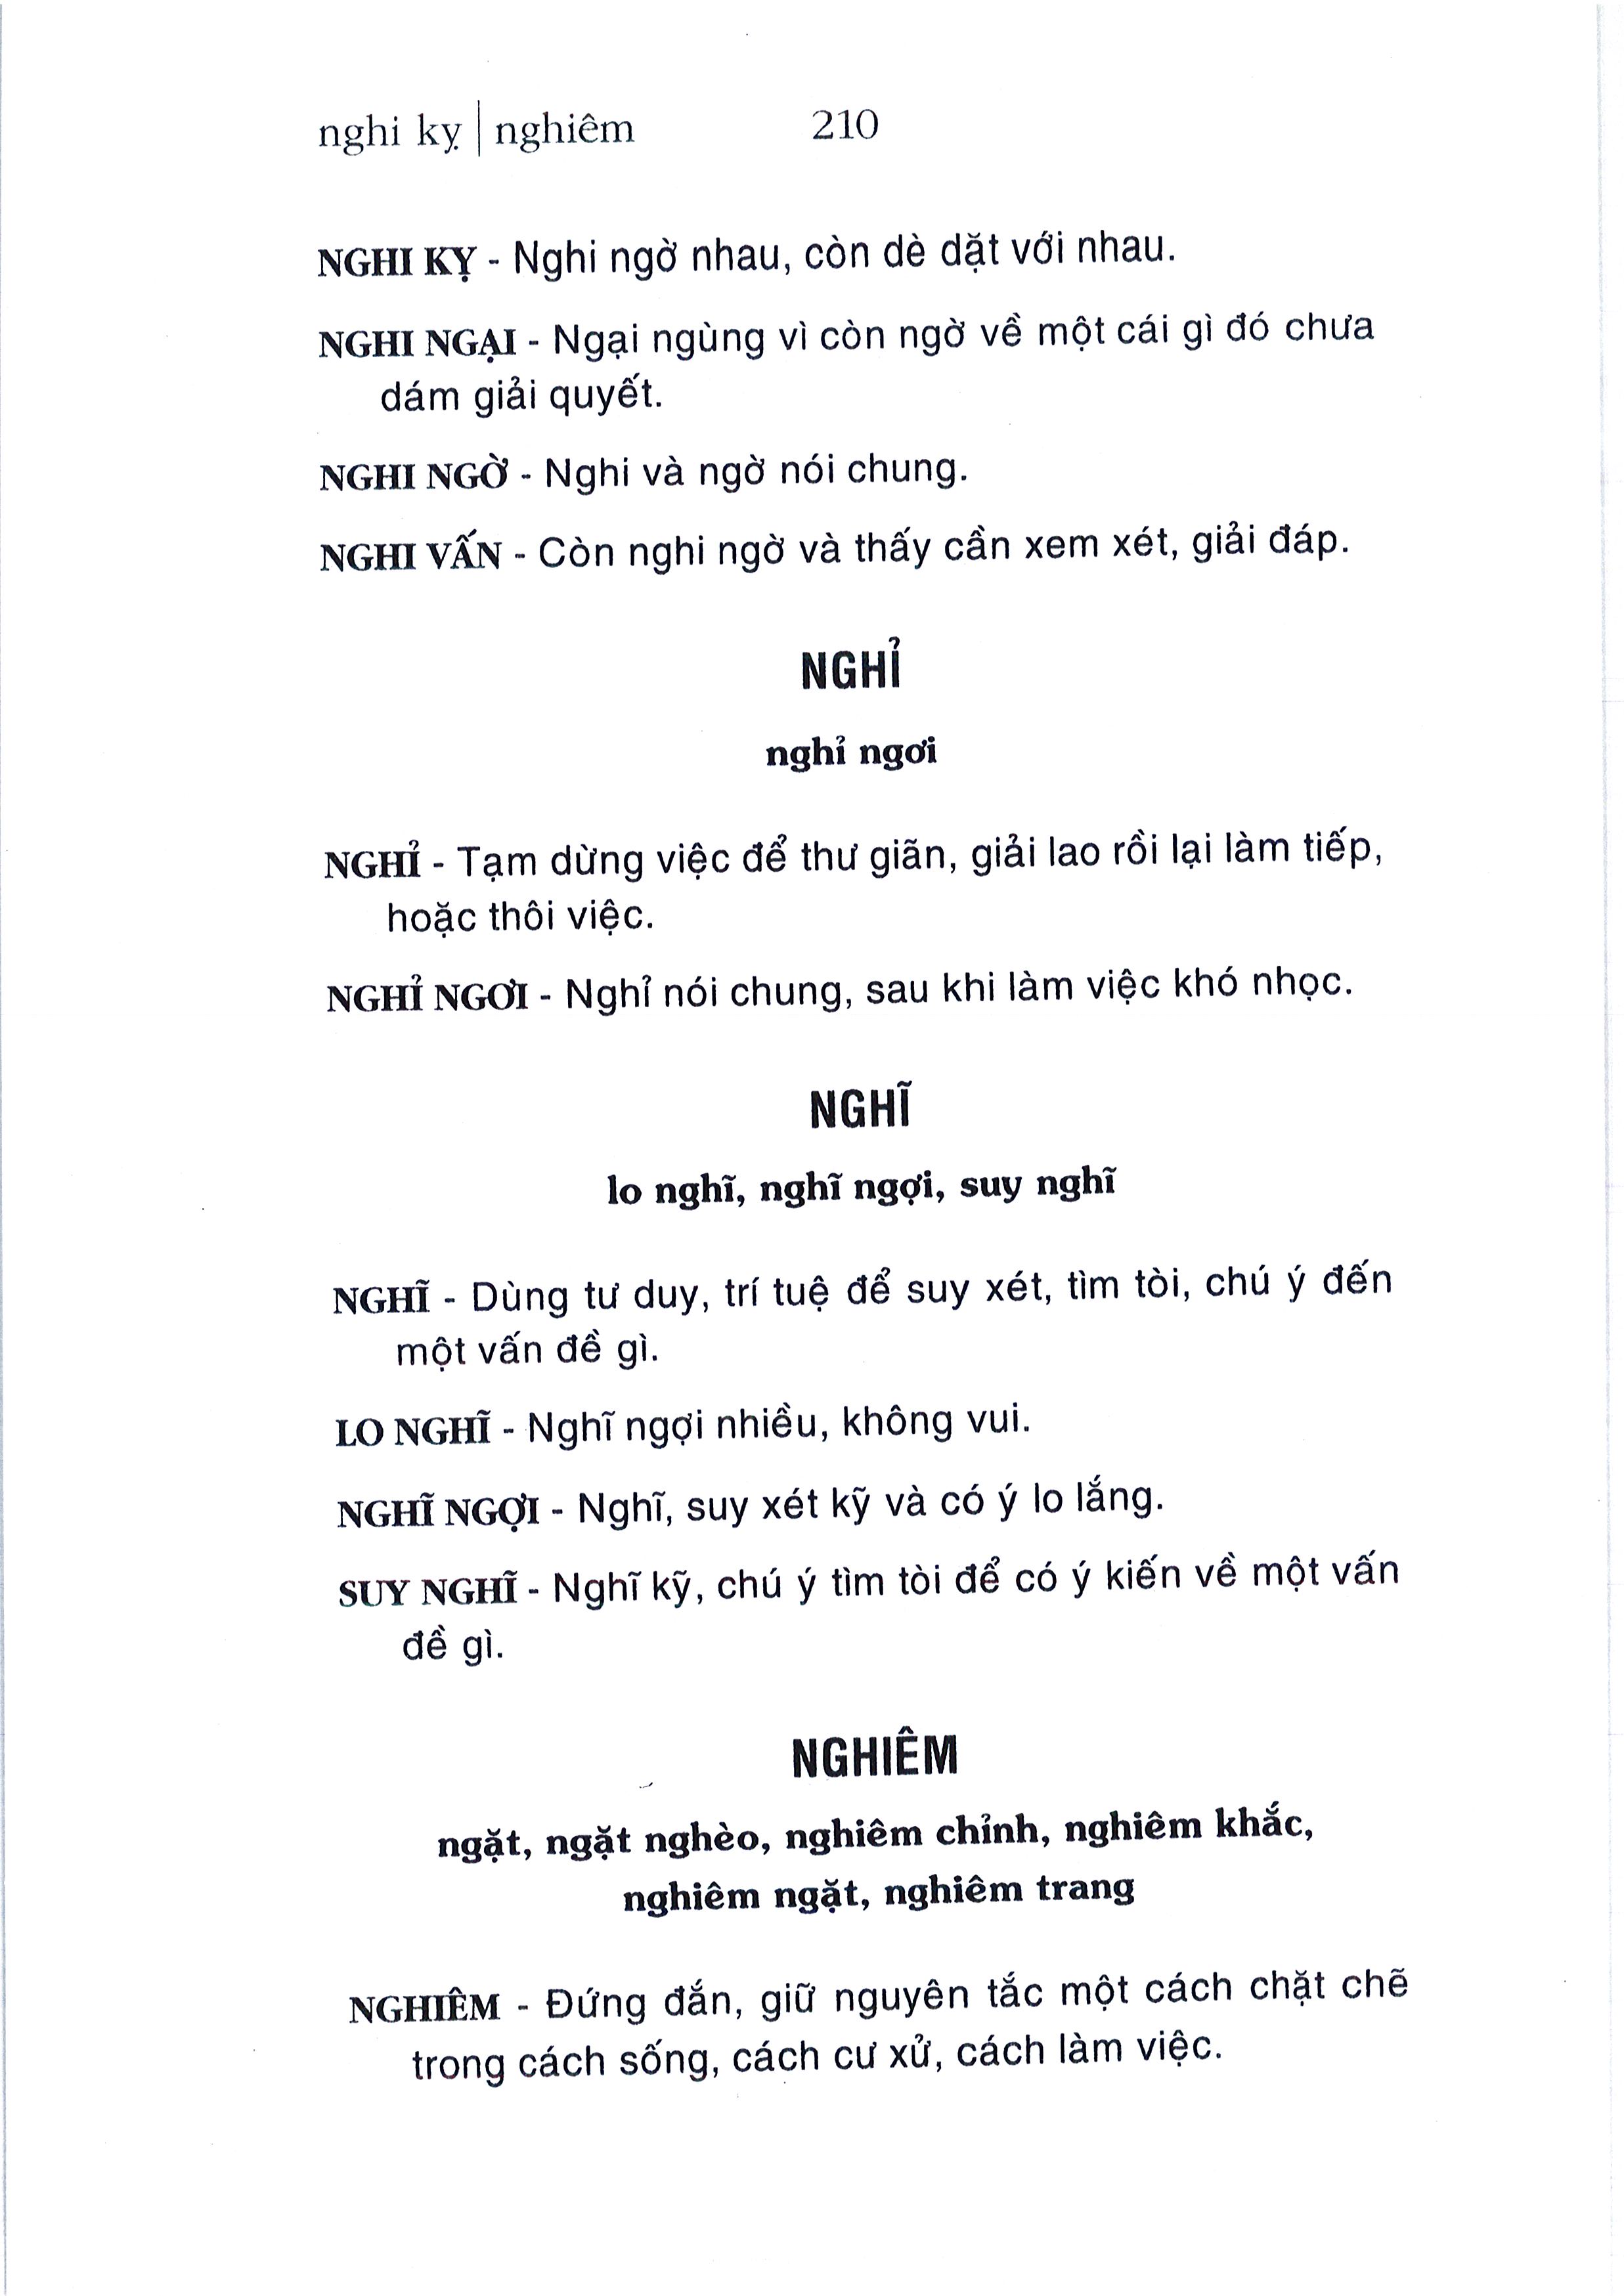 nghi kỵ | nghiêm 210
NGHI KỴ - Nghi ngờ nhau, còn dè dặt với nhau.
NGHI NGẠI - Ngại ngùng vì còn ngờ về một cái gì đó chưa
dám giải quyết.
NGHI NGỜ - Nghi và ngờ nói chung.
NGHI VẤN - Còn nghi ngờ và thấy cần xem xét, giải đáp.
NGHỈ
nghỉ ngơi
NGHỈ - Tạm dừng việc để thư giãn, giải lao rồi lại làm tiếp,
hoặc thôi việc.
NGHỈ NGƠI - Nghỉ nói chung, sau khi làm việc khó nhọc.
NGHĨ
lo nghĩ, nghĩ ngợi, suy nghĩ
NGHĨ - Dùng tư duy, trí tuệ để suy xét, tìm tòi, chú ý đến
một vấn đề gì.
LO NGHĨ - Nghĩ ngợi nhiều, không vui.
NGHĨ NGỢI - Nghĩ, suy xét kỹ và có ý lo lắng.
SUY NGHĨ - Nghĩ kỹ, chú ý tìm tòi để có ý kiến về một vấn
đề gì.
NGHIÊM
ngặt, ngặt nghèo, nghiêm chỉnh, nghiêm khắc,
nghiêm ngặt, nghiêm trang
NGHIÊM - Đứng đắn, giữ nguyên tắc một cách chặt chẽ
trong cách sống, cách cư xử, cách làm việc.